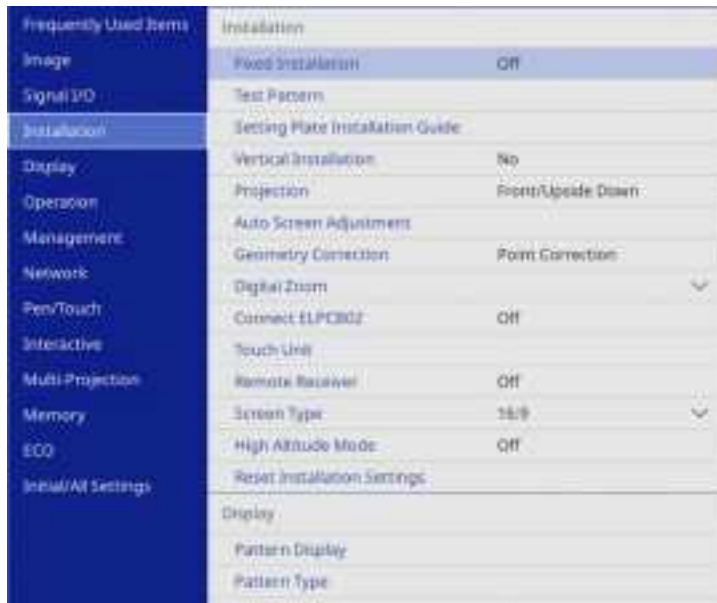 Frequently Used Items
Image
Signal I/O
Installation
Display
Operation
Management
Network
Pen/Touch
Interactive
Multi-Projection
Memory
ECO
Initial/All Settings
Installation
Fixed Installation Off
Test Pattern
Setting Plate Installation Guide
Vertical Installation No
Projection Front/Upside Down
Auto Screen Adjustment
Geometry Correction Point Correction
Digital Zoom
Connect ELPCB02 Off
Touch Unit
Remote Receiver Off
Screen Type 16:9
High Altitude Mode Off
Reset Installation Settings
Display
Pattern Display
Pattern Type